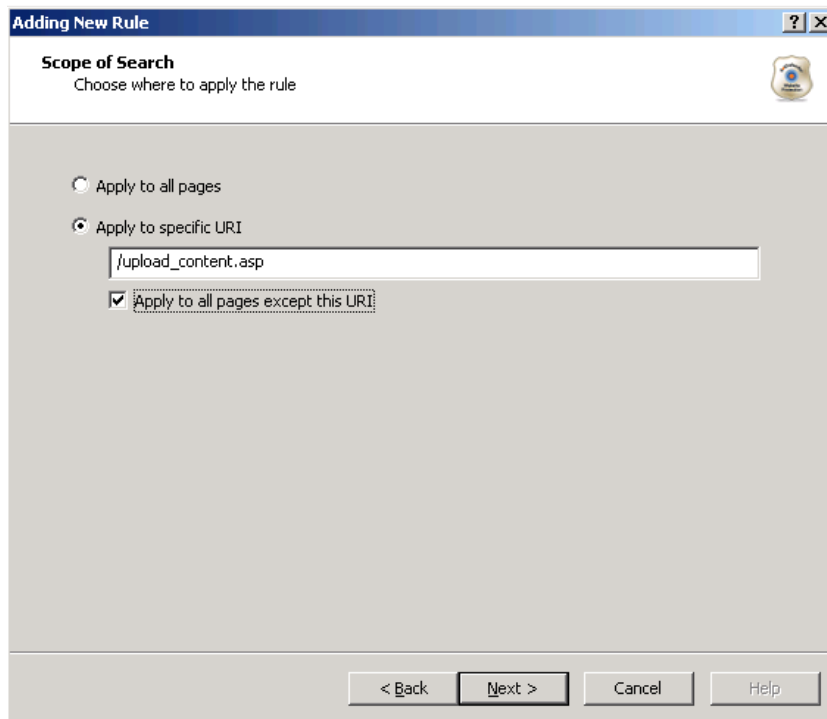 Adding New Rule
Scope of Search
Choose where to apply the rule
Apply to all pages
Apply to specific URI
/upload_content.asp
Apply to all pages except this URI
< Back Next > Cancel Help